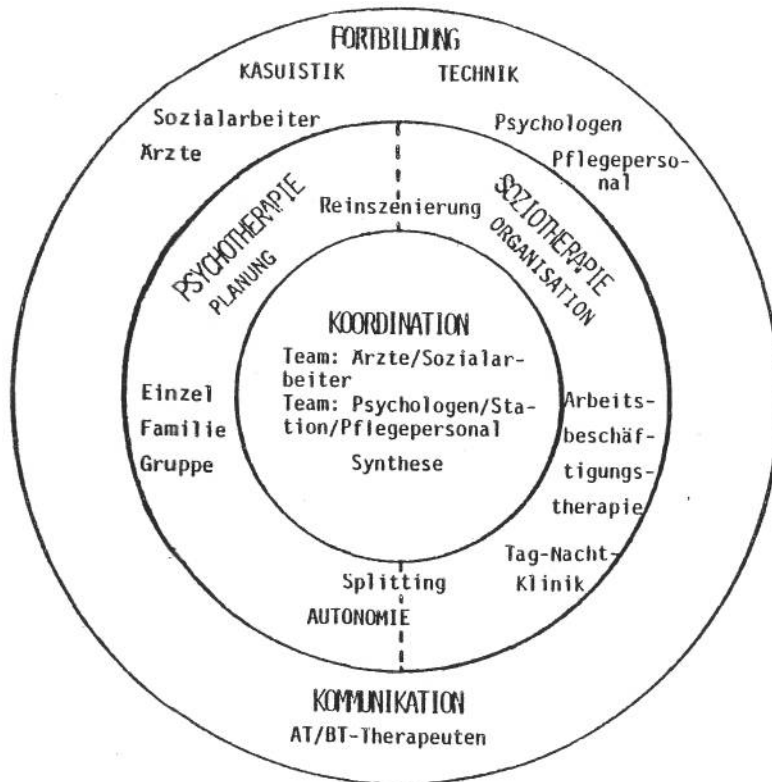 FORTBILDUNG
KASUISTIK TECHNIK
Sozialarbeiter
Ärzte
Psychologen
Pflegeperso-
nal
PSYCHOTHERAPIE
PLANUNG
Reinszenierung
SOZIOTHERAPIE
ORGANISATION
KOORDINATION
Team: Ärzte/Sozialar-
beiter
Team: Psychologen/Sta-
tion/Pflegepersonal
Synthese
Einzel
Familie
Gruppe
Arbeits-
beschäf-
tigungs-
therapie
Tag-Nacht-
Klinik
Splitting
AUTONOMIE
KOMMUNIKATION
AT/BT-Therapeuten